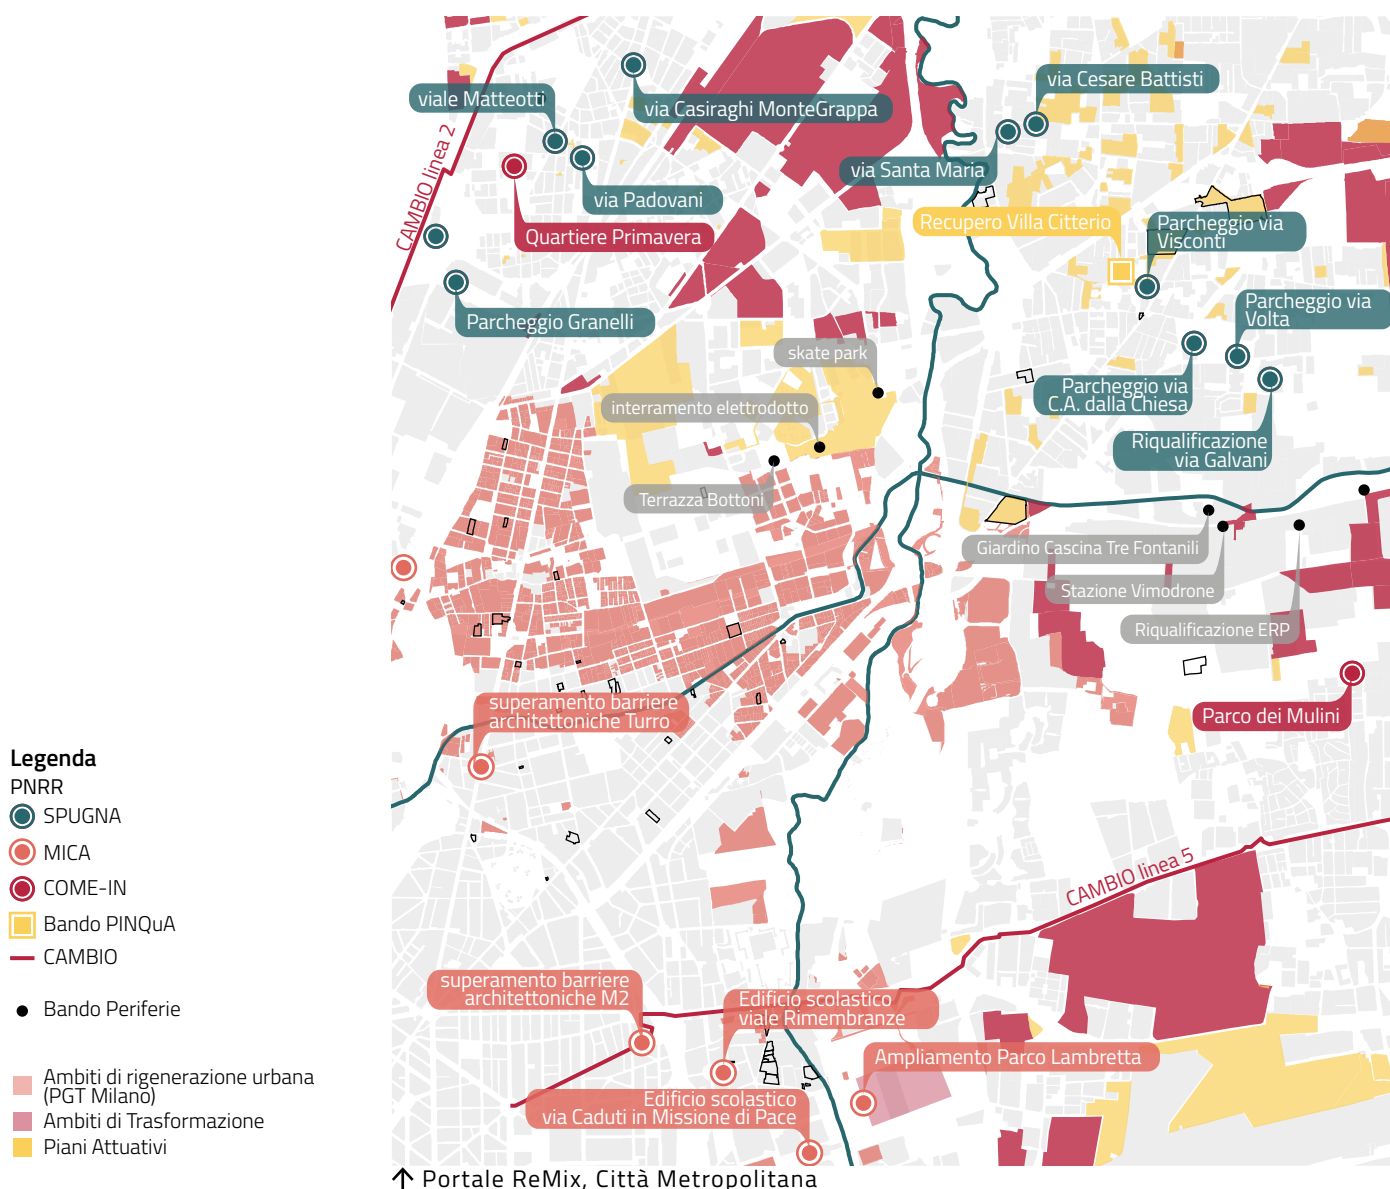 via Cesare Battisti
viale Matteotti
via Casiraghi MonteGrappa
CAMBIO linea 2
via Santa Maria
via Padovani
Recupero Villa Citterio
Parcheggio via
Visconti
Quartiere Primavera
Parcheggio via
Volta
Parcheggio Granelli
skate park
Parcheggio via
C.A. dalla Chiesa
interramento elettrodotto
Riqualificazione
via Galvani
Terrazza Bottoni
Giardino Cascina Tre Fontanili
Stazione Vimodrone
Riqualificazione ERP
superamento barriere
architettoniche Turro
Parco dei Mulini
Legenda
PNRR
SPUGNA
MICA
COME-IN
Bando PINQuA
CAMBIO
Bando Periferie
Ambiti di rigenerazione urbana
(PGT Milano)
Ambiti di Trasformazione
Piani Attuativi
CAMBIO linea 5
superamento barriere
architettoniche M2
Edificio scolastico
viale Rimembranze
Ampliamento Parco Lambretta
Edificio scolastico
via Caduti in Missione di Pace
↑ Portale ReMix, Città Metropolitana